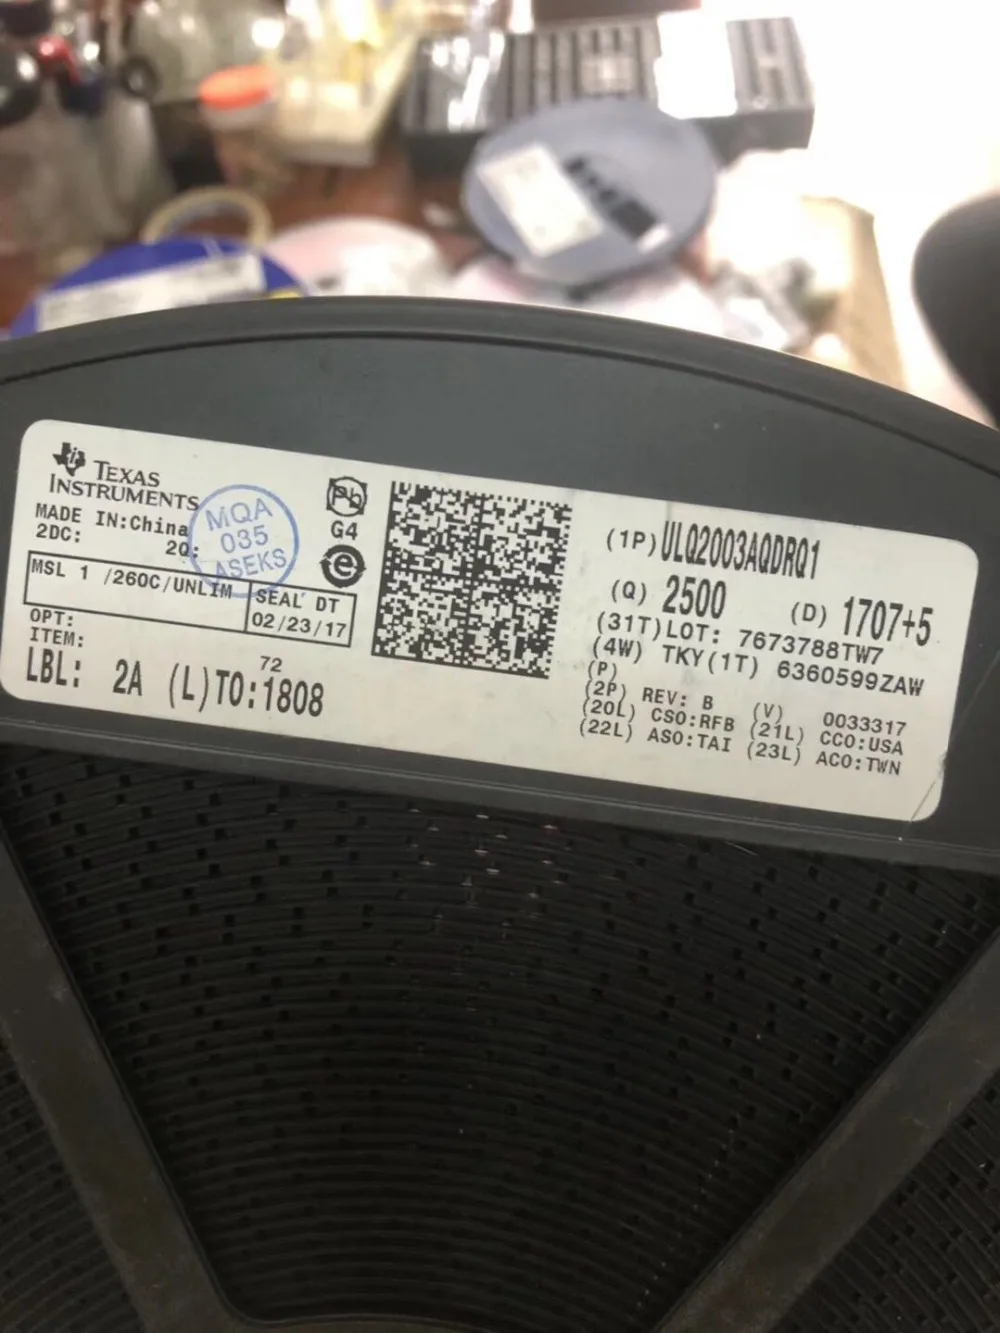 TEXAS
INSTRUMENTS
MADE IN:China
2DC: 2Q:
MQA
035
ASEKS
MSL 1 /260C/UNLIM
SEAL DT
02/23/17
OPT:
ITEM:
72
LBL: 2A (L)TO:1808
Pb
G4
e
(1P)ULQ2003AQDRQ1
(Q) 2500 (D) 1707+5
(31T)LOT: 7673788TW7
(4W) TKY(1T) 6360599ZAW
(P)
(2P) REV: B (V) 0033317
(20L) CSO:RFB (21L) CCO:USA
(22L) ASO:TAI (23L) ACO:TWN